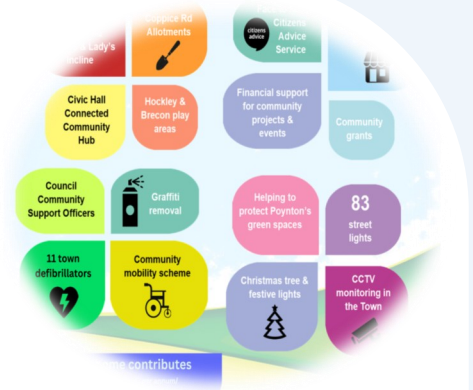 Coppice Rd
Allotments
Lady's
Incline
Citizens
Advice
Service
citizens
advice
Civic Hall
Connected
Community
Hub
Hockley &
Brecon play
areas
Financial support
for community
projects &
events
Community
grants
Council
Community
Support Officers
Graffiti
removal
Helping to
protect Poynton's
green spaces
83
street
lights
11 town
defibrillators
Community
mobility scheme
Christmas tree &
festive lights
CCTV
monitoring in
the Town
contributes